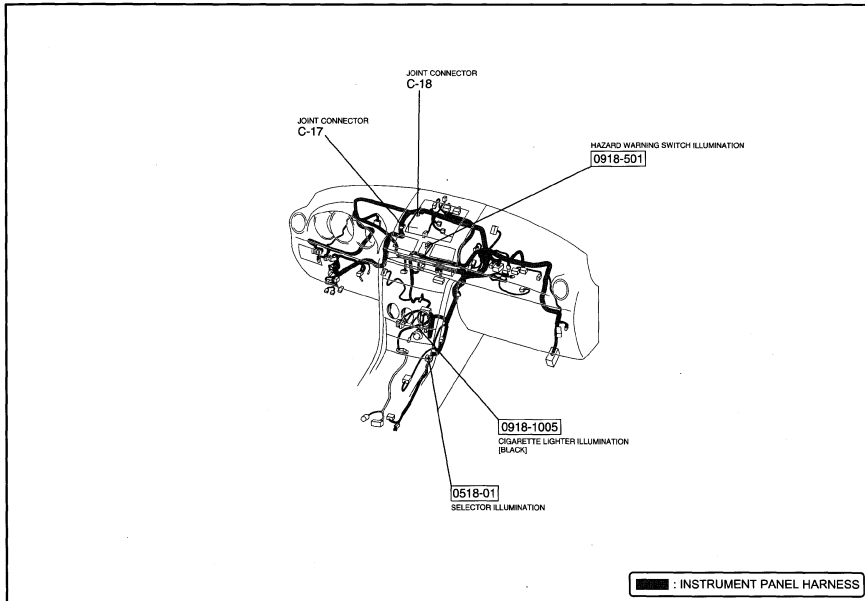 JOINT CONNECTOR
C-18
JOINT CONNECTOR
C-17
HAZARD WARNING SWITCH ILLUMINATION
0918-501
0918-1005
CIGARETTE LIGHTER ILLUMINATION
[BLACK]
0518-01
SELECTOR ILLUMINATION
: INSTRUMENT PANEL HARNESS